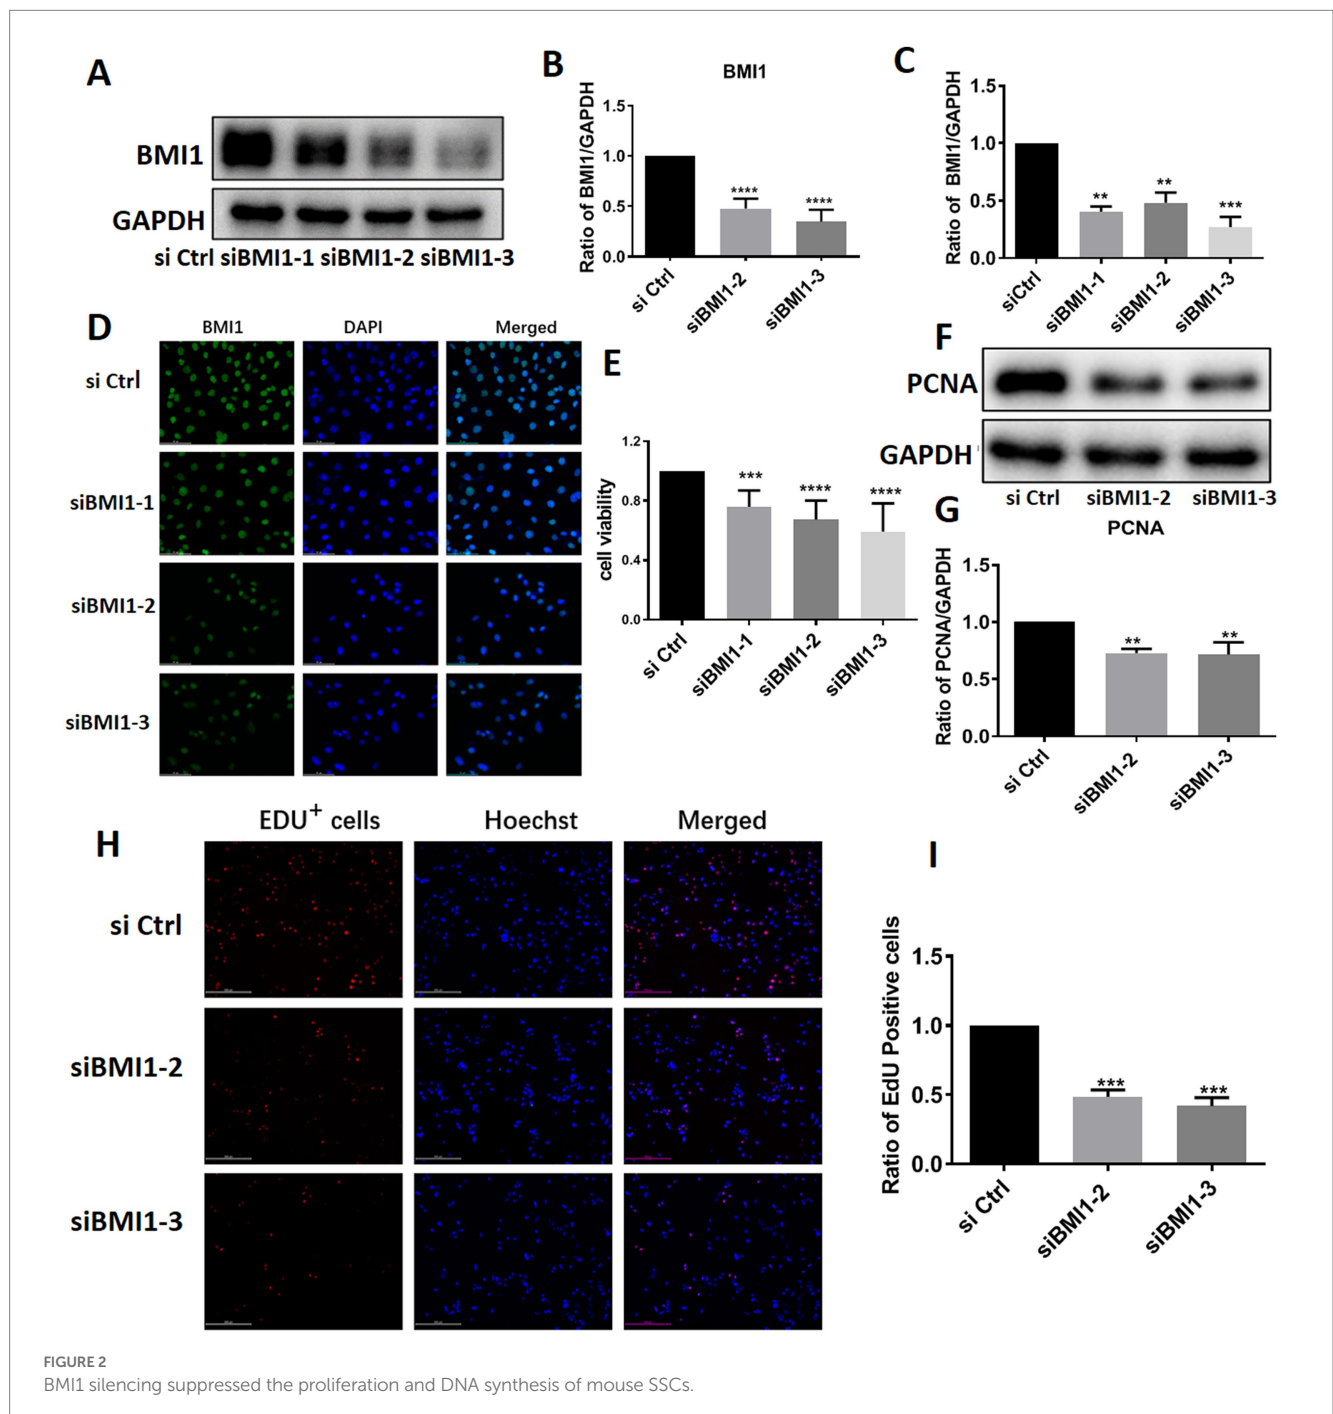 A
BMI1
GAPDH
si Ctrl siBMI1-1 siBMI1-2 siBMI1-3
B
BMI1
Ratio of BMI1/GAPDH
1.5
1.0
0.5
0.0
****
****
si Ctrl
siBMI1-2
siBMI1-3
C
Ratio of BMI1/GAPDH
1.5
1.0
0.5
0.0
**
**
***
siCtrl
siBMI1-1
siBMI1-2
siBMI1-3
D
BMI1 DAPI Merged
si Ctrl
siBMI1-1
siBMI1-2
siBMI1-3
E
cell viability
1.2
0.8
0.4
0.0
***
****
****
si Ctrl
siBMI1-1
siBMI1-2
siBMI1-3
F
PCNA
GAPDH
si Ctrl siBMI1-2 siBMI1-3
G
PCNA
Ratio of PCNA/GAPDH
1.5
1.0
0.5
0.0
**
**
si Ctrl
siBMI1-2
siBMI1-3
H
EDU+ cells Hoechst Merged
si Ctrl
siBMI1-2
siBMI1-3
I
Ratio of EdU Positive cells
1.5
1.0
0.5
0.0
***
***
si Ctrl
siBMI1-2
siBMI1-3
FIGURE 2
BMI1 silencing suppressed the proliferation and DNA synthesis of mouse SSCs.